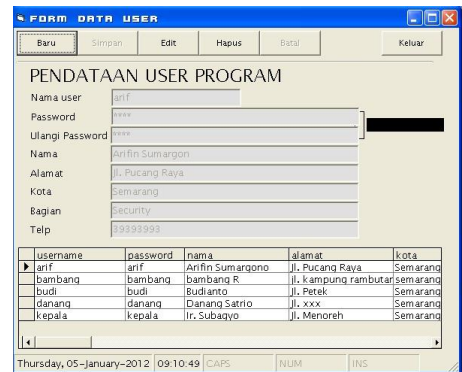 FORM DATA USER
Baru Simpan Edit Hapus Batal Keluar
PENDATAAN USER PROGRAM
Nama user arif
Password ****
Ulangi Password ****
Nama Arifin Sumargon
Alamat Jl. Pucang Raya
Kota Semarang
Bagian Security
Telp 39393993
username password nama alamat kota
arif arif Arifin Sumargono Jl. Pucang Raya Semarang
bambang bambang bambang R jl. kampung rambutar Semarang
budi budi Budianto Jl. Petek Semarang
danang danang Danang Satrio Jl. xxx Semarang
kepala kepala Ir. Subagyo Jl. Menoreh Semarang
Thursday, 05-January-2012 09:10:49 CAPS NUM INS